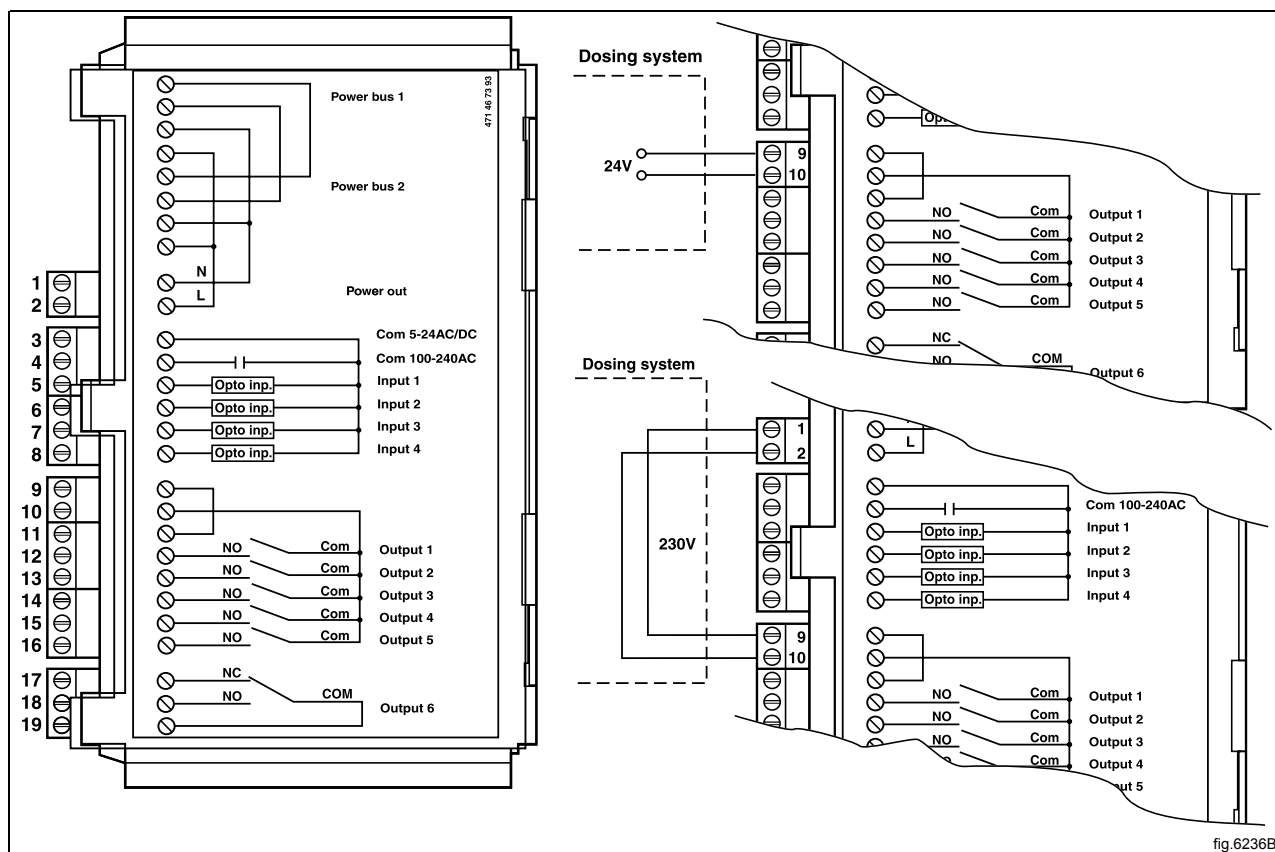 Power bus 1
471 46 73 93
Power bus 2
N
L
Power out
1
2
3
4
5
6
7
8
Com 5-24AC/DC
Com 100-240AC
Opto inp. Input 1
Opto inp. Input 2
Opto inp. Input 3
Opto inp. Input 4
9
10
11
12
13
14
15
16
NO Com Output 1
NO Com Output 2
NO Com Output 3
NO Com Output 4
NO Com Output 5
17
18
19
NC
NO COM
Output 6
Dosing system
24V
9
10
NO Com Output 1
NO Com Output 2
NO Com Output 3
NO Com Output 4
NO Com Output 5
NC
NO COM
Output 6
Dosing system
230V
1
2
L
Com 100-240AC
Opto inp. Input 1
Opto inp. Input 2
Opto inp. Input 3
Opto inp. Input 4
9
10
NO Com Output 1
NO Com Output 2
NO Com Output 3
NO Com Output 4
5
fig.6236B